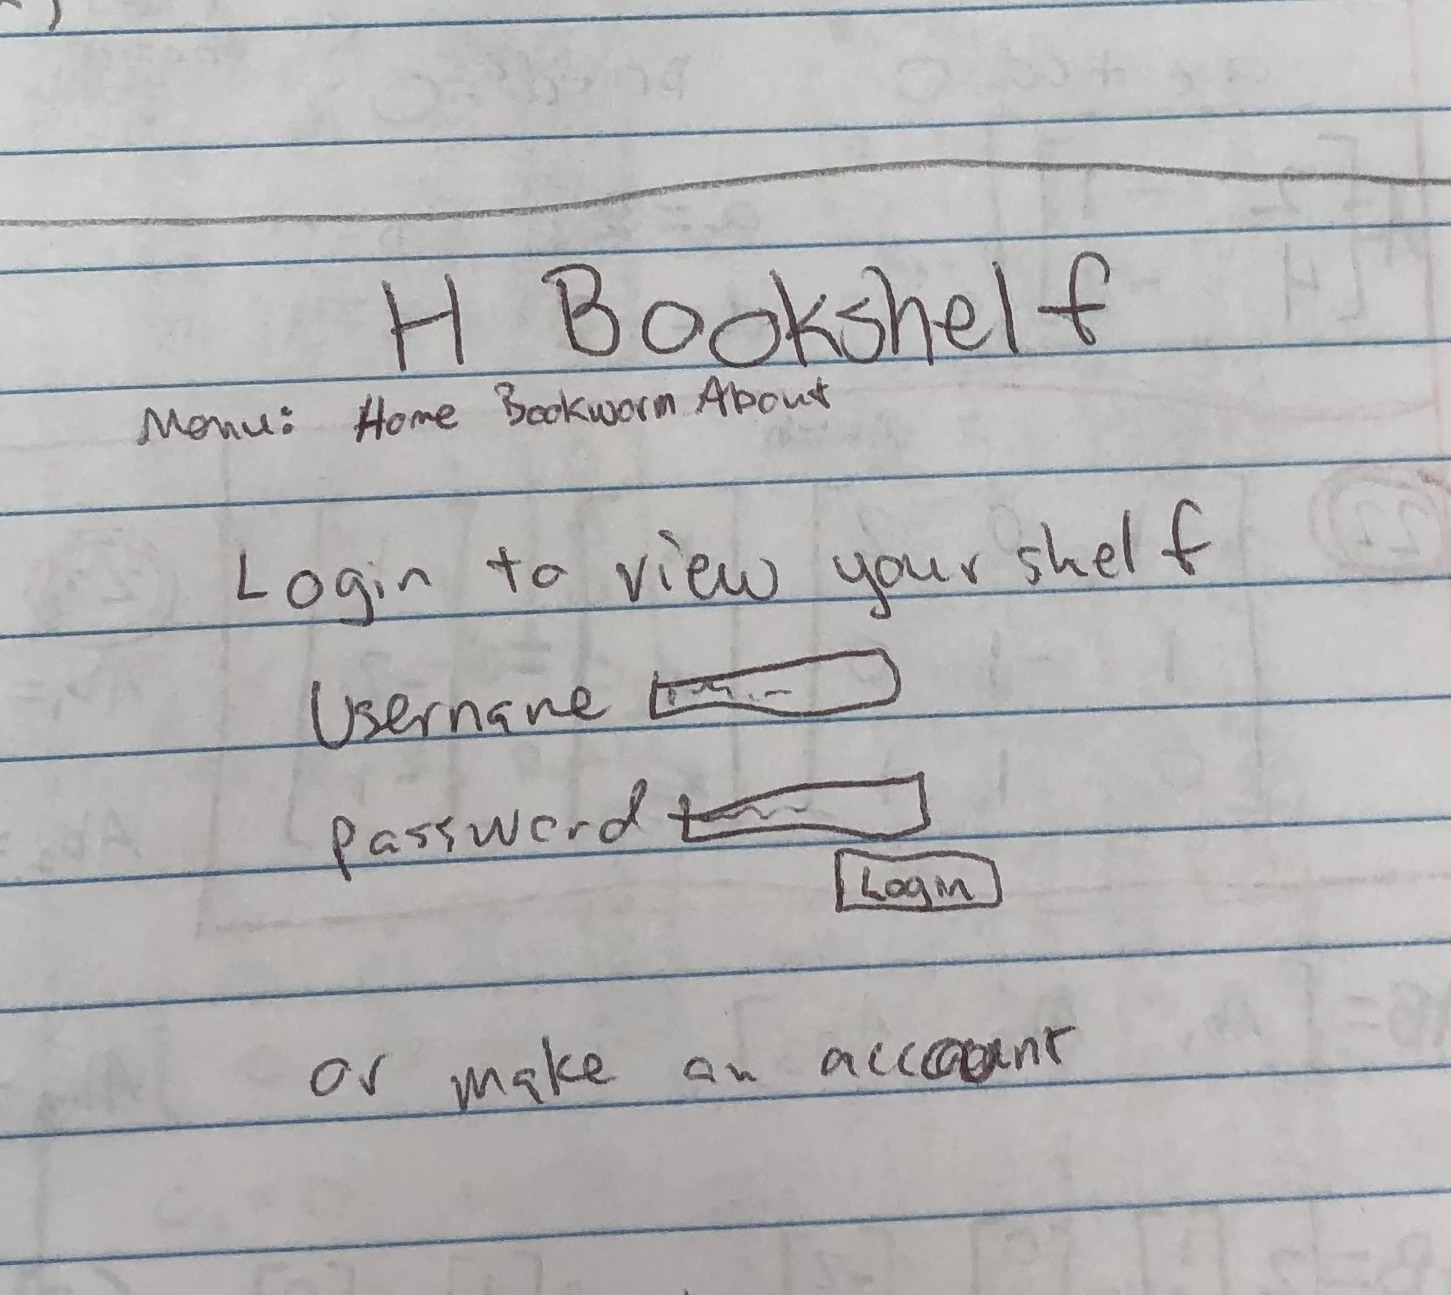 H Bookshelf
Menu: Home Bookworm About
Login to view your shelf
Username
password
Login
or make an account